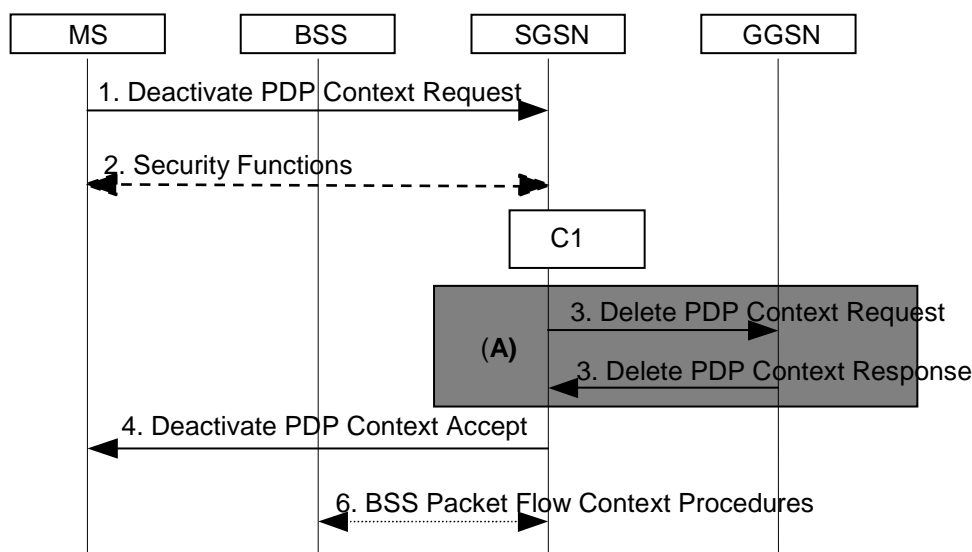 MS BSS SGSN GGSN
1. Deactivate PDP Context Request
2. Security Functions
C1
3. Delete PDP Context Request
(A)
3. Delete PDP Context Response
4. Deactivate PDP Context Accept
6. BSS Packet Flow Context Procedures